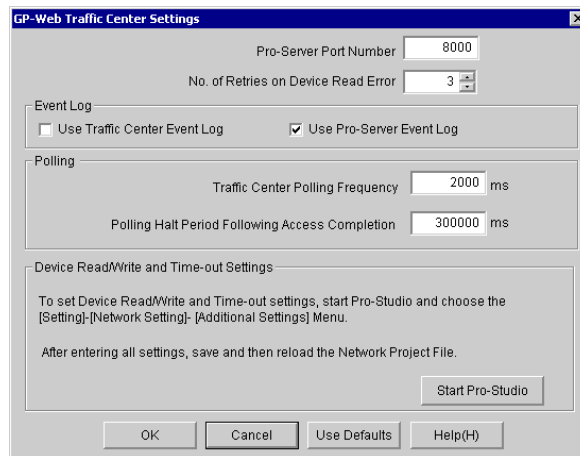 GP-Web Traffic Center Settings
Pro-Server Port Number 8000
No. of Retries on Device Read Error 3
Event Log
Use Traffic Center Event Log Use Pro-Server Event Log
Polling
Traffic Center Polling Frequency 2000 ms
Polling Halt Period Following Access Completion 300000 ms
Device Read/Write and Time-out Settings
To set Device Read/Write and Time-out settings, start Pro-Studio and choose the
[Setting]-[Network Setting]- [Additional Settings] Menu.
After entering all settings, save and then reload the Network Project File.
Start Pro-Studio
OK Cancel Use Defaults Help(H)